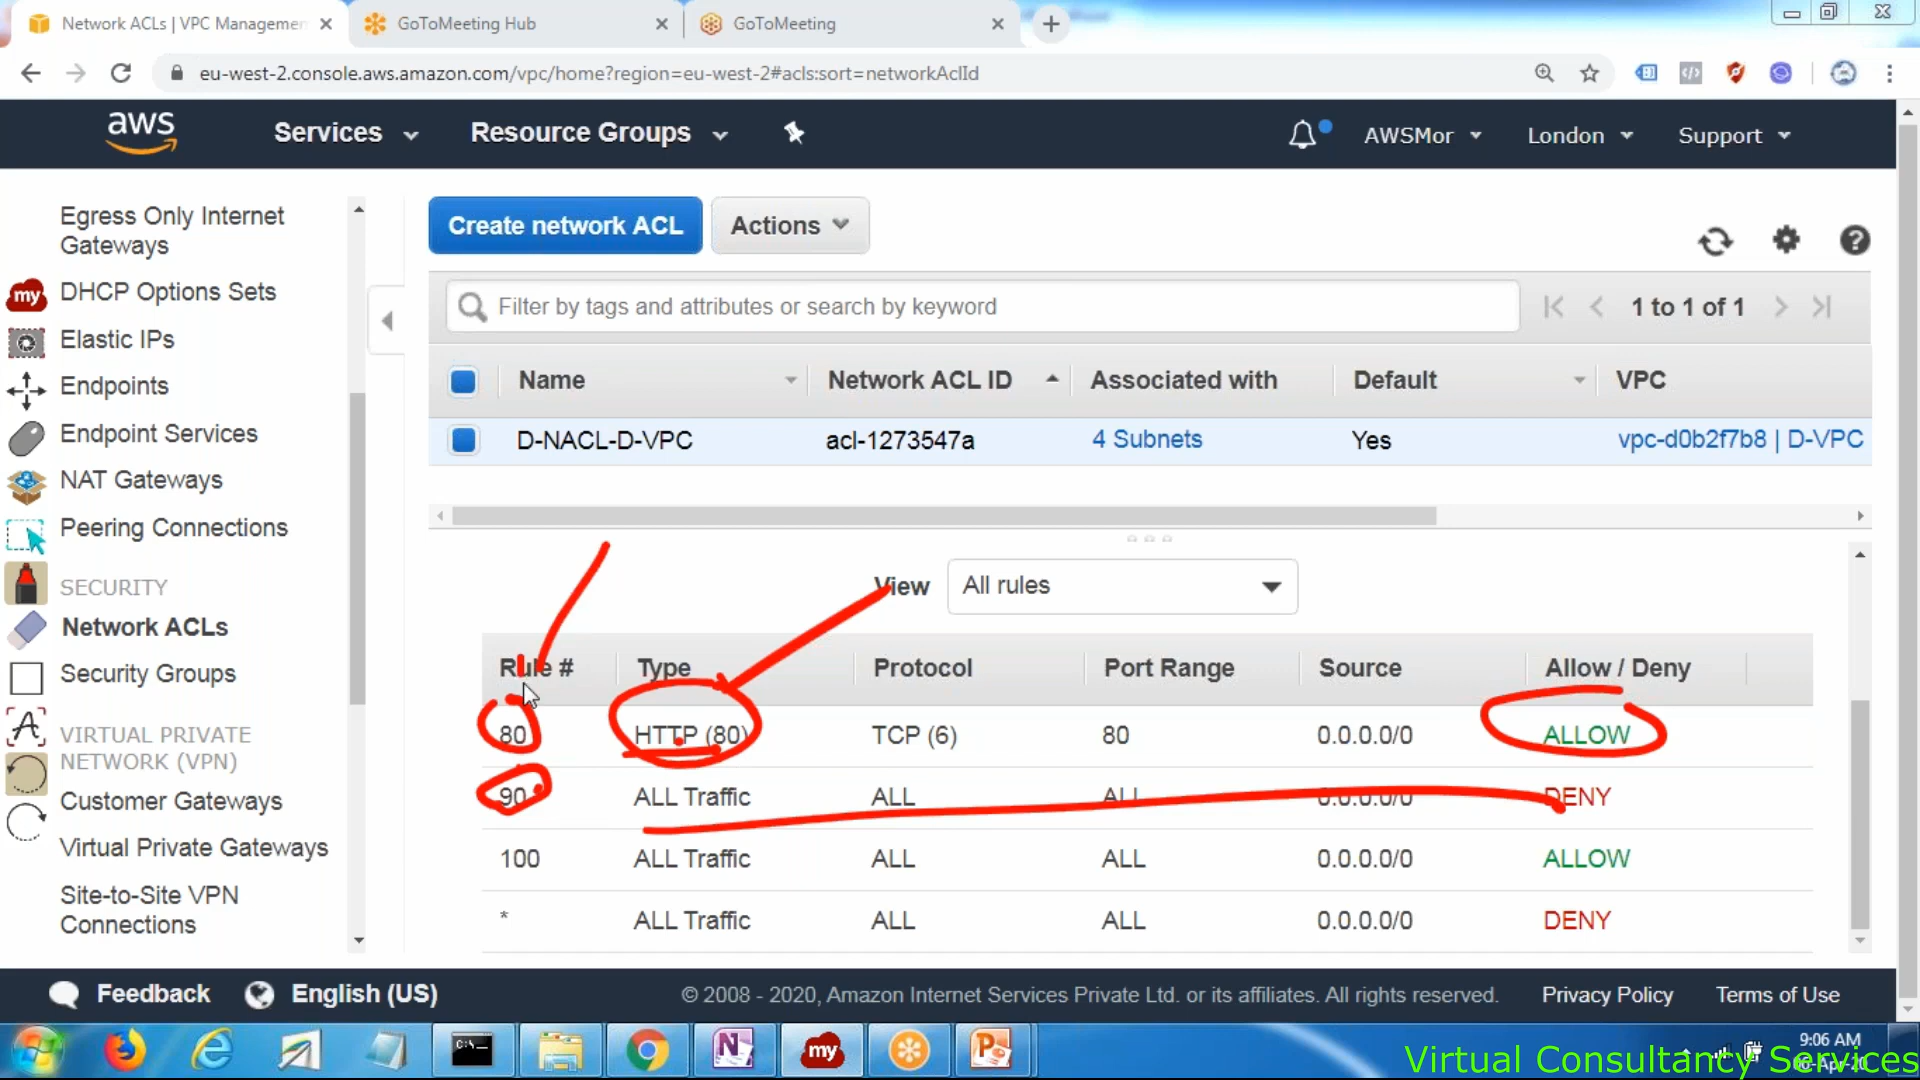 Network ACLs | VPC Managemen
GoToMeeting Hub
GoToMeeting
eu-west-2.console.aws.amazon.com/vpc/home?region=eu-west-2#acls:sort=networkAclId
aws
Services
Resource Groups
AWSMor
London
Support
Egress Only Internet
Gateways
my
DHCP Options Sets
Elastic IPs
Endpoints
Endpoint Services
NAT Gateways
Peering Connections
SECURITY
Network ACLs
Security Groups
A
VIRTUAL PRIVATE
NETWORK (VPN)
Customer Gateways
Virtual Private Gateways
Site-to-Site VPN
Connections
Create network ACL
Actions
Filter by tags and attributes or search by keyword
1 to 1 of 1
Name Network ACL ID Associated with Default VPC
D-NACL-D-VPC acl-1273547a 4 Subnets Yes vpc-d0b2f7b8 | D-VPC
View All rules
Rule # Type Protocol Port Range Source Allow / Deny
80 HTTP (80) TCP (6) 80 0.0.0.0/0 ALLOW
90 ALL Traffic ALL ALL 0.0.0.0/0 DENY
100 ALL Traffic ALL ALL 0.0.0.0/0 ALLOW
* ALL Traffic ALL ALL 0.0.0.0/0 DENY
Feedback
English (US)
© 2008 - 2020, Amazon Internet Services Private Ltd. or its affiliates. All rights reserved.
Privacy Policy
Terms of Use
C:\
N
my
P
9:06 AM
Virtual Consultancy Services